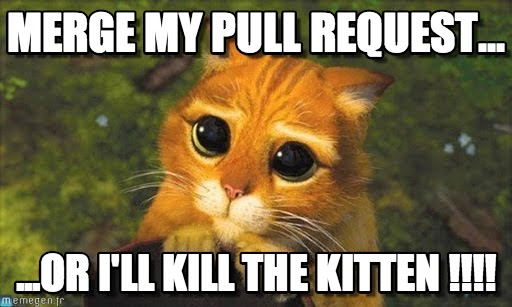 MERGE MY PULL REQUEST...
...OR I'LL KILL THE KITTEN !!!!
memegen.fr